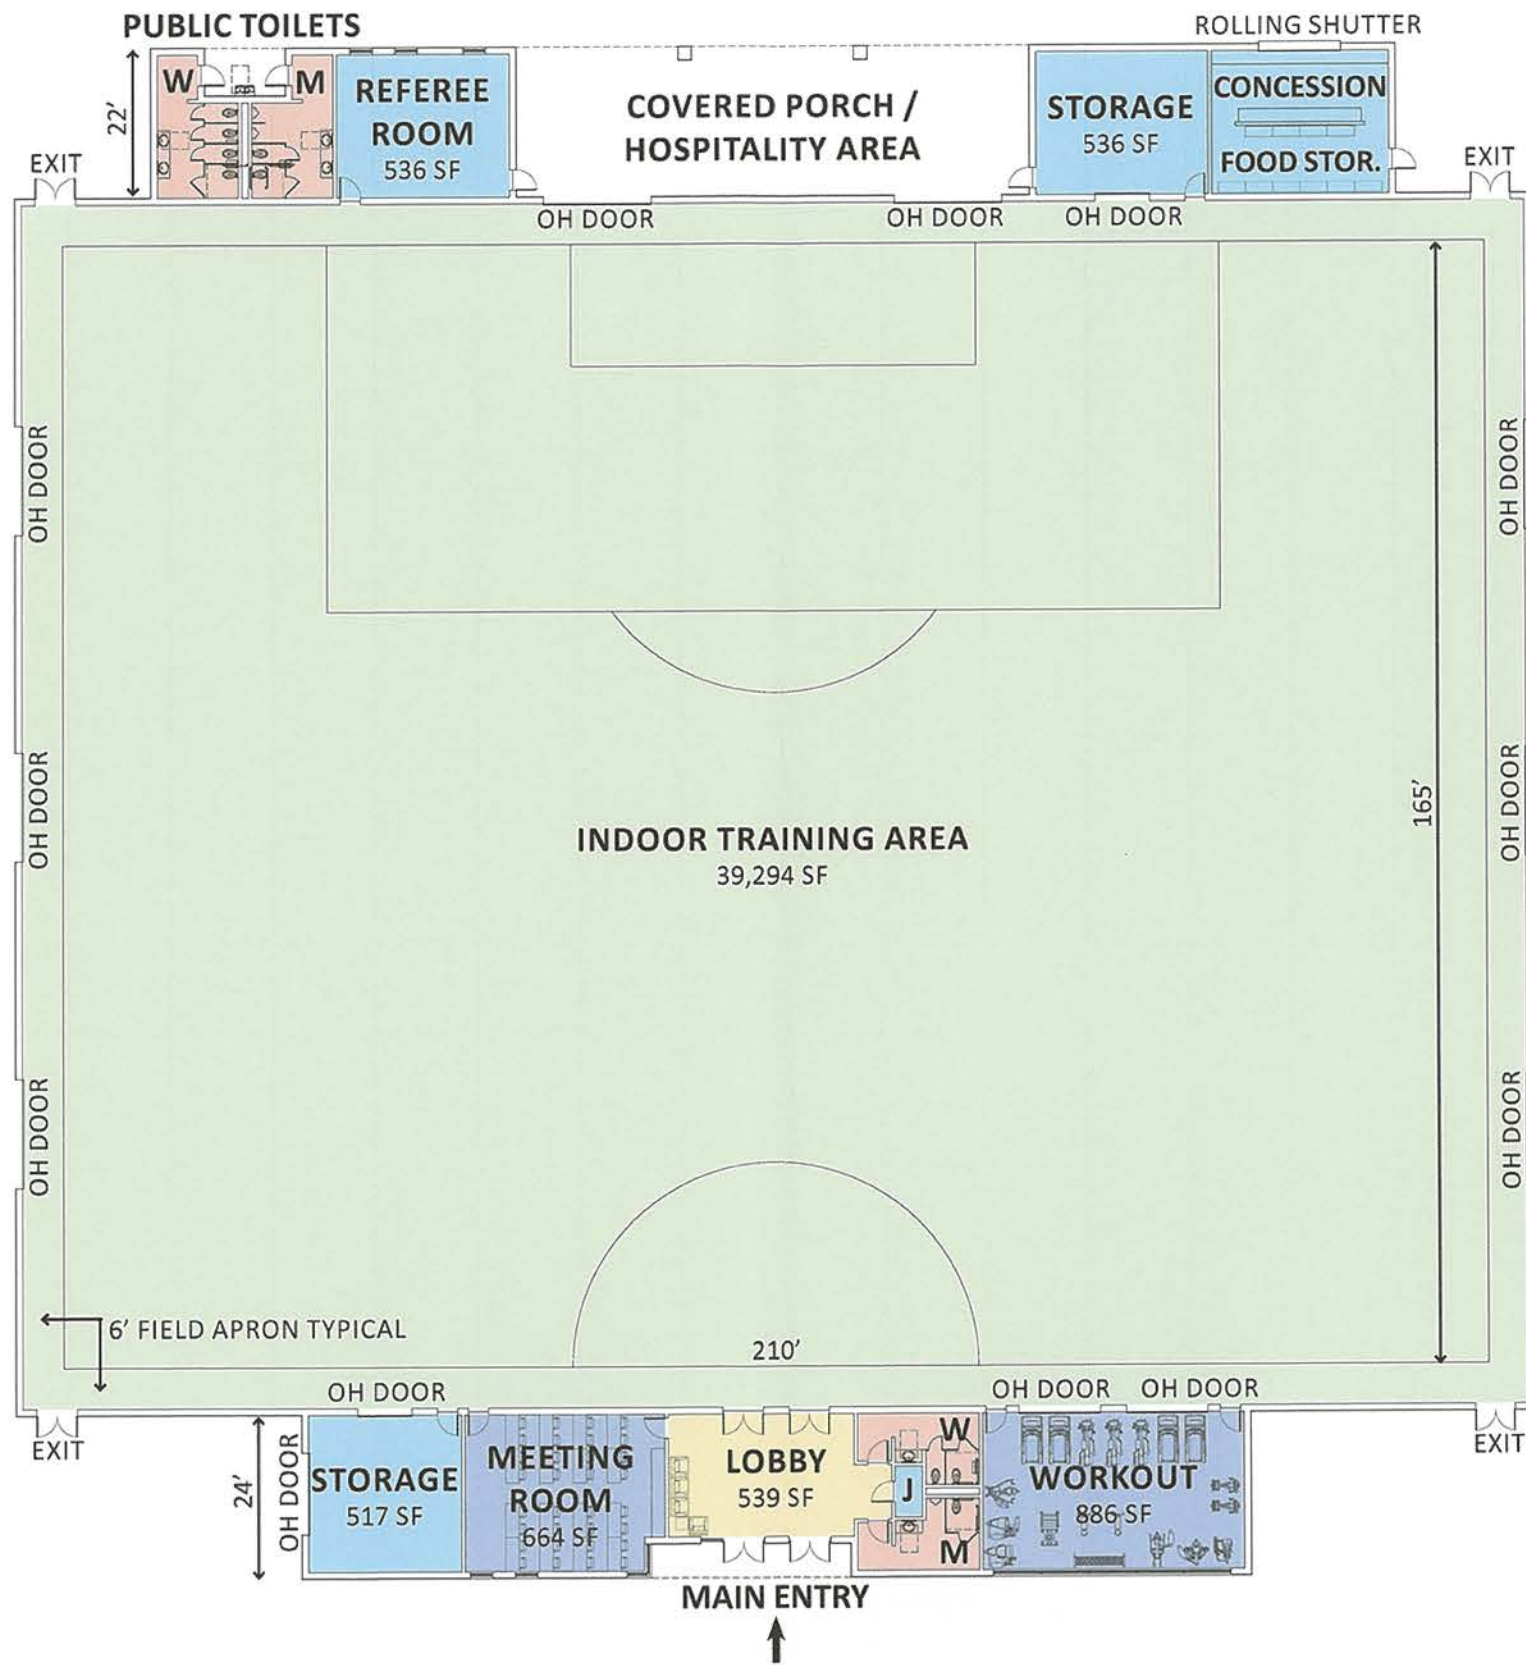 PUBLIC TOILETS
ROLLING SHUTTER
W
M
REFEREE
ROOM
536 SF
COVERED PORCH /
HOSPITALITY AREA
STORAGE
536 SF
CONCESSION
FOOD STOR.
22'
EXIT
EXIT
OH DOOR
OH DOOR
OH DOOR
OH DOOR
OH DOOR
OH DOOR
OH DOOR
165'
INDOOR TRAINING AREA
39,294 SF
OH DOOR
OH DOOR
6' FIELD APRON TYPICAL
210'
OH DOOR
OH DOOR
OH DOOR
EXIT
EXIT
24'
OH DOOR
STORAGE
517 SF
MEETING
ROOM
664 SF
LOBBY
539 SF
W
J
M
WORKOUT
886 SF
MAIN ENTRY